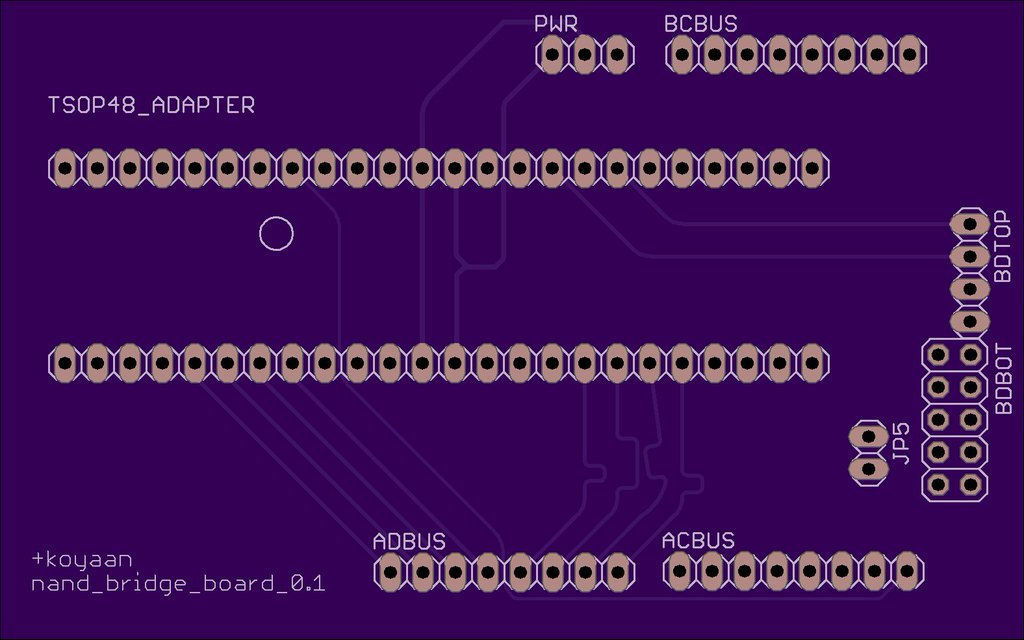 PWR
BCBUS
TSOP48_ADAPTER
BDTOP
BDBOT
JP5
ADBUS
ACBUS
+koyaan
nand_bridge_board_0.1